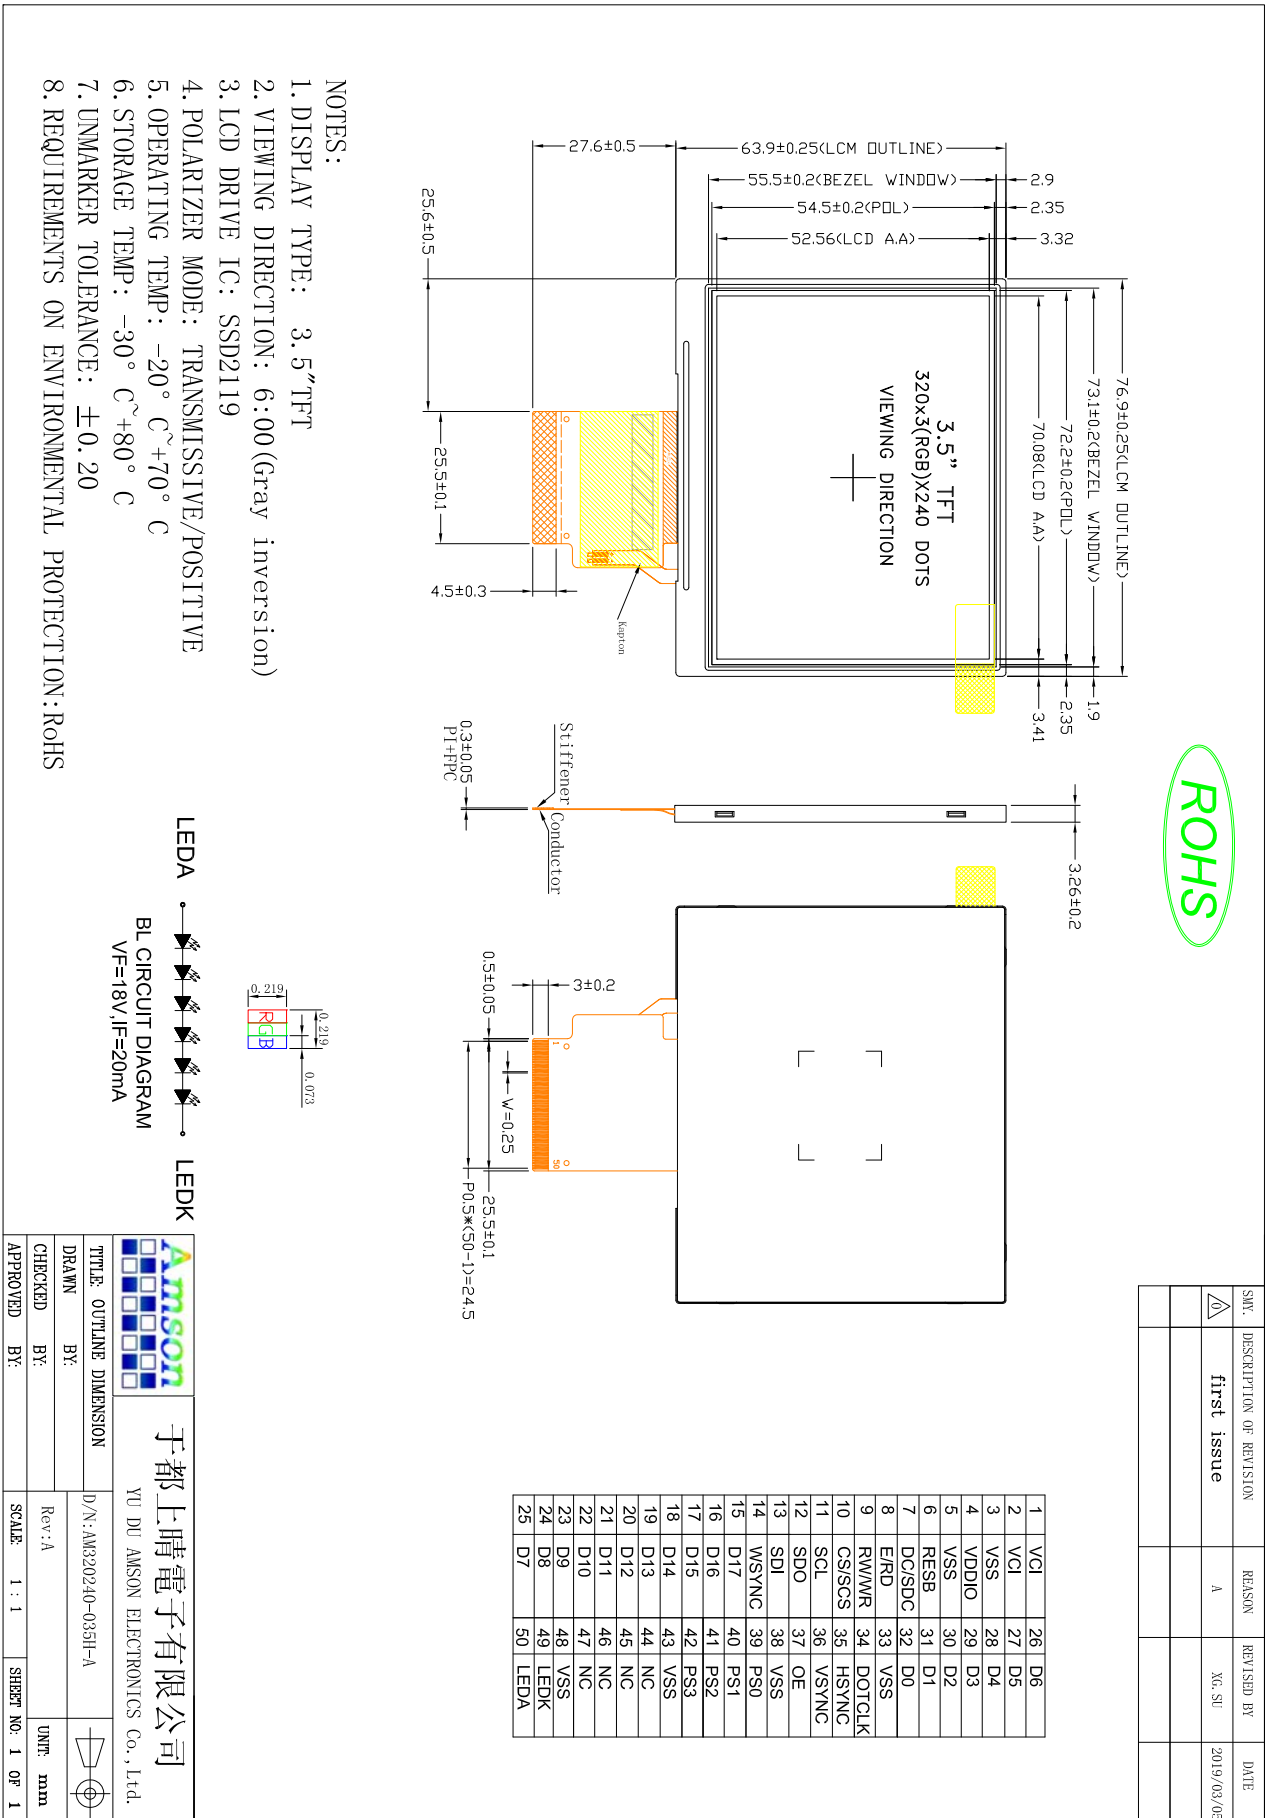 SMY.
DESCRIPTION OF REVISION
REASON
REVISED BY
DATE
0
first issue
A
XG.SU
2019/03/05
ROHS
76.9±0.25(LCM OUTLINE)
73.1±0.2(BEZEL WINDOW)
1.9
72.2±0.2(POL)
2.35
70.08(LCD A.A)
3.41
63.9±0.25(LCM OUTLINE)
27.6±0.5
55.5±0.2(BEZEL WINDOW)
2.9
54.5±0.2(POL)
2.35
52.56(LCD A.A)
3.32
3.5" TFT
320x3(RGB)X240 DOTS
VIEWING DIRECTION
25.6±0.5
25.5±0.1
4.5±0.3
Kapton
3.26±0.2
Stiffener
Conductor
0.3±0.05
PI+FPC
3±0.2
0.5±0.05
W=0.25
25.5±0.1
P0.5*(50-1)=24.5
1
50
1 VCI 26 D6
2 VCI 27 D5
3 VSS 28 D4
4 VDDIO 29 D3
5 VSS 30 D2
6 RESB 31 D1
7 DC/SDC 32 D0
8 E/RD 33 VSS
9 RW/WR 34 DOTCLK
10 CS/SCS 35 HSYNC
11 SCL 36 VSYNC
12 SDO 37 OE
13 SDI 38 VSS
14 WSYNC 39 PS0
15 D17 40 PS1
16 D16 41 PS2
17 D15 42 PS3
18 D14 43 VSS
19 D13 44 NC
20 D12 45 NC
21 D11 46 NC
22 D10 47 NC
23 D9 48 VSS
24 D8 49 LEDK
25 D7 50 LEDA
NOTES:
1. DISPLAY TYPE: 3.5"TFT
2. VIEWING DIRECTION: 6:00(Gray inversion)
3. LCD DRIVE IC: SSD2119
4. POLARIZER MODE: TRANSMISSIVE/POSITIVE
5. OPERATING TEMP: -20° C~+70° C
6. STORAGE TEMP: -30° C~+80° C
7. UNMARKER TOLERANCE: ±0.20
8. REQUIREMENTS ON ENVIRONMENTAL PROTECTION:RoHS
0.219
0.219
0.073
RGB
LEDA
LEDK
BL CIRCUIT DIAGRAM
VF=18V,IF=20mA
Amson
于都上晴電子有限公司
YU DU AMSON ELECTRONICS Co.,Ltd.
TITLE: OUTLINE DIMENSION
D/N:AM320240-035H-A
DRAWN BY:
CHECKED BY:
Rev:A
UNIT: mm
APPROVED BY:
SCALE: 1 : 1
SHEET NO: 1 OF 1